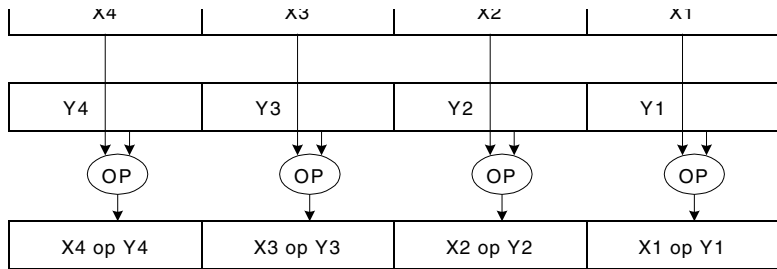 X4 X3 X2 X1
Y4 Y3 Y2 Y1
OP OP OP OP
X4 op Y4 X3 op Y3 X2 op Y2 X1 op Y1